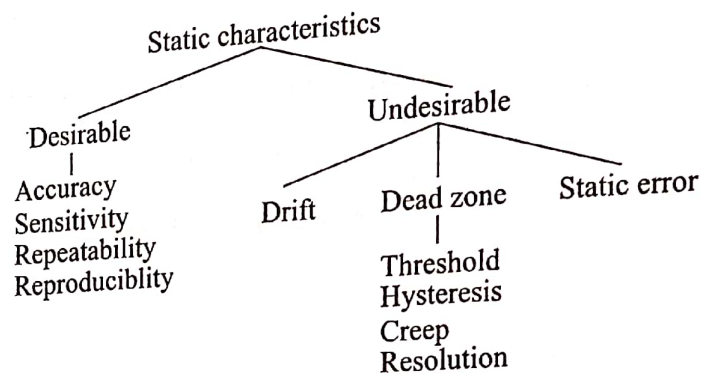 Static characteristics
Desirable
Undesirable
Accuracy
Sensitivity
Repeatability
Reproduciblity
Drift
Dead zone
Static error
Threshold
Hysteresis
Creep
Resolution